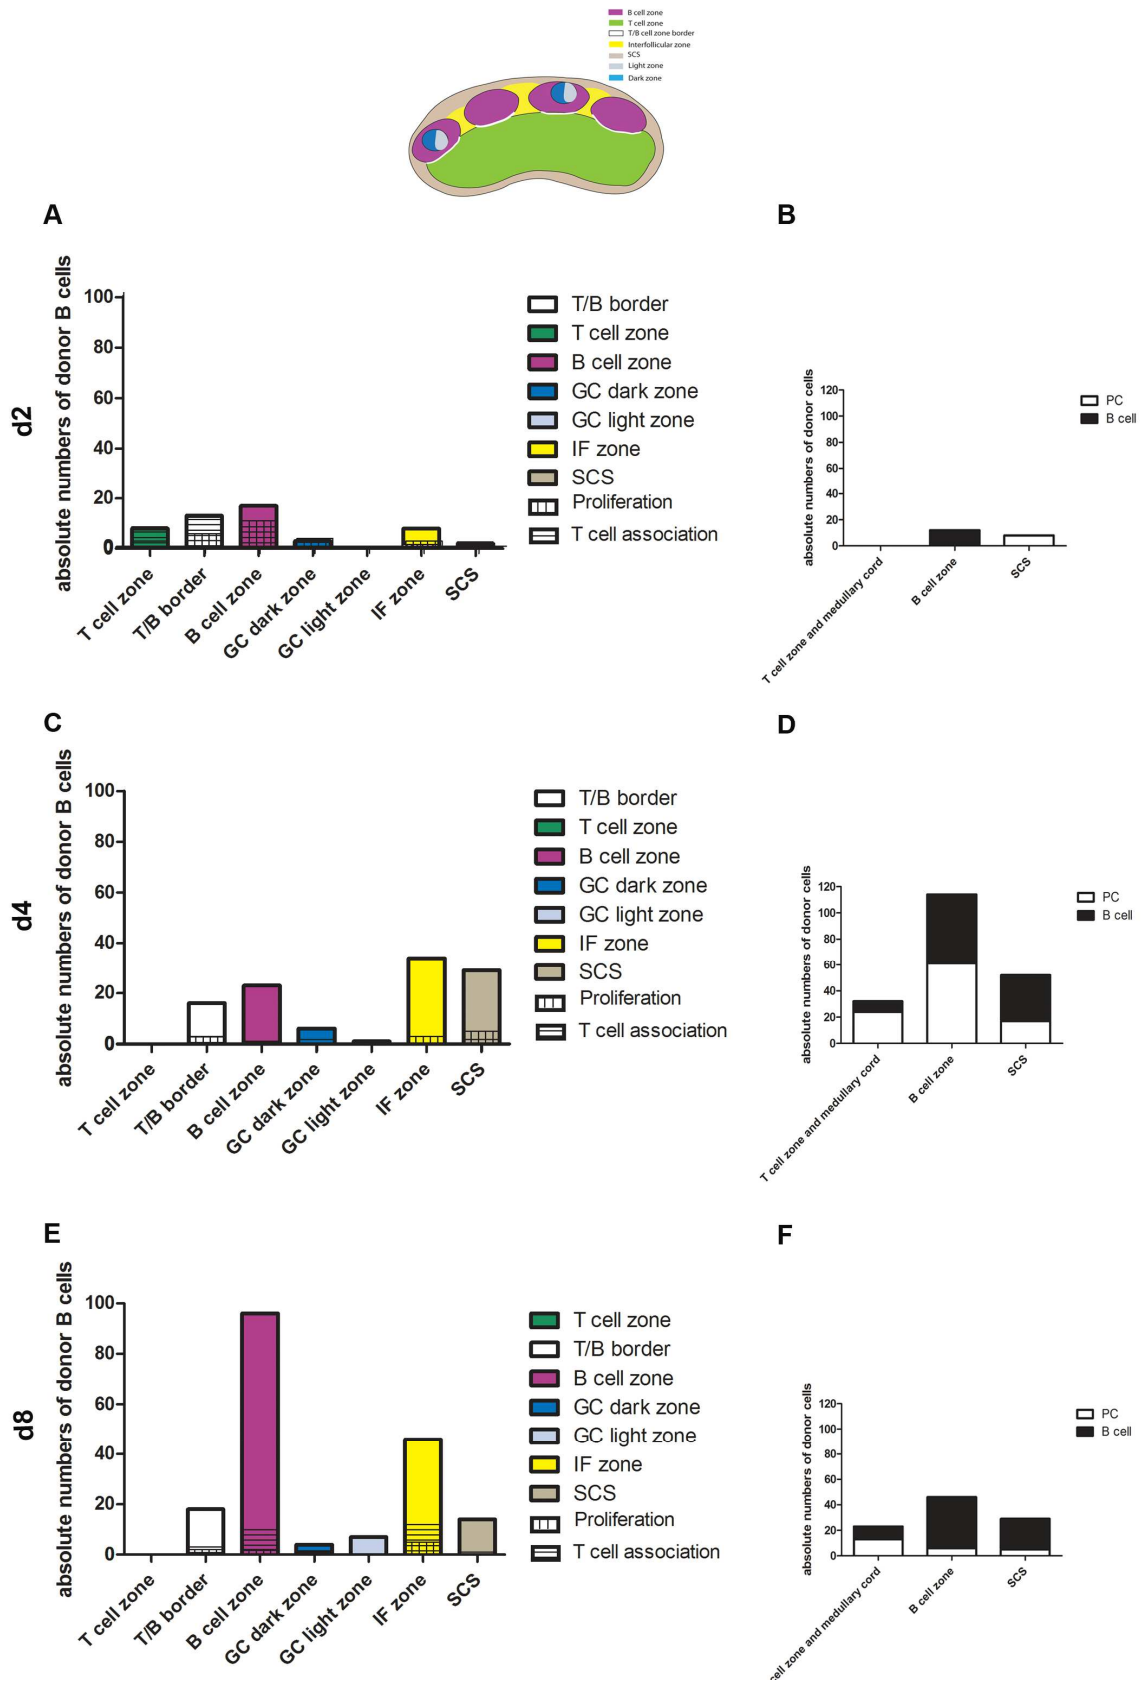 B cell zone
T cell zone
T/B cell zone border
Interfollicular zone
SCS
Light zone
Dark zone
A
d2
absolute numbers of donor B cells
100
80
60
40
20
0
T cell zone
T/B border
B cell zone
GC dark zone
GC light zone
IF zone
SCS
T/B border
T cell zone
B cell zone
GC dark zone
GC light zone
IF zone
SCS
Proliferation
T cell association
B
absolute numbers of donor cells
120
100
80
60
40
20
0
T cell zone and medullary cord
B cell zone
SCS
PC
B cell
C
d4
absolute numbers of donor B cells
100
80
60
40
20
0
T cell zone
T/B border
B cell zone
GC dark zone
GC light zone
IF zone
SCS
T/B border
T cell zone
B cell zone
GC dark zone
GC light zone
IF zone
SCS
Proliferation
T cell association
D
absolute numbers of donor cells
120
100
80
60
40
20
0
T cell zone and medullary cord
B cell zone
SCS
PC
B cell
E
d8
absolute numbers of donor B cells
100
80
60
40
20
0
T cell zone
T/B border
B cell zone
GC dark zone
GC light zone
IF zone
SCS
T cell zone
T/B border
B cell zone
GC dark zone
GC light zone
IF zone
SCS
Proliferation
T cell association
F
absolute numbers of donor cells
120
100
80
60
40
20
0
cell zone and medullary cord
B cell zone
SCS
PC
B cell